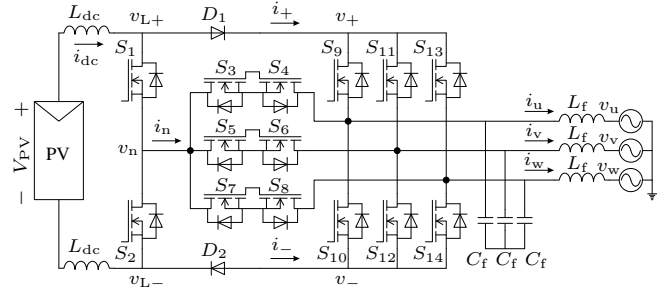 L_dc v_L+ D_1 i_+ v_+
i_dc S_1 S_9 S_11 S_13
S_3 S_4
+ i_n i_u L_f v_u
V_PV PV S_5 S_6 i_v L_f v_v
v_n i_w L_f v_w
− S_7 S_8
L_dc S_2 D_2 i_− S_10 S_12 S_14 C_f C_f C_f
v_L− v_−